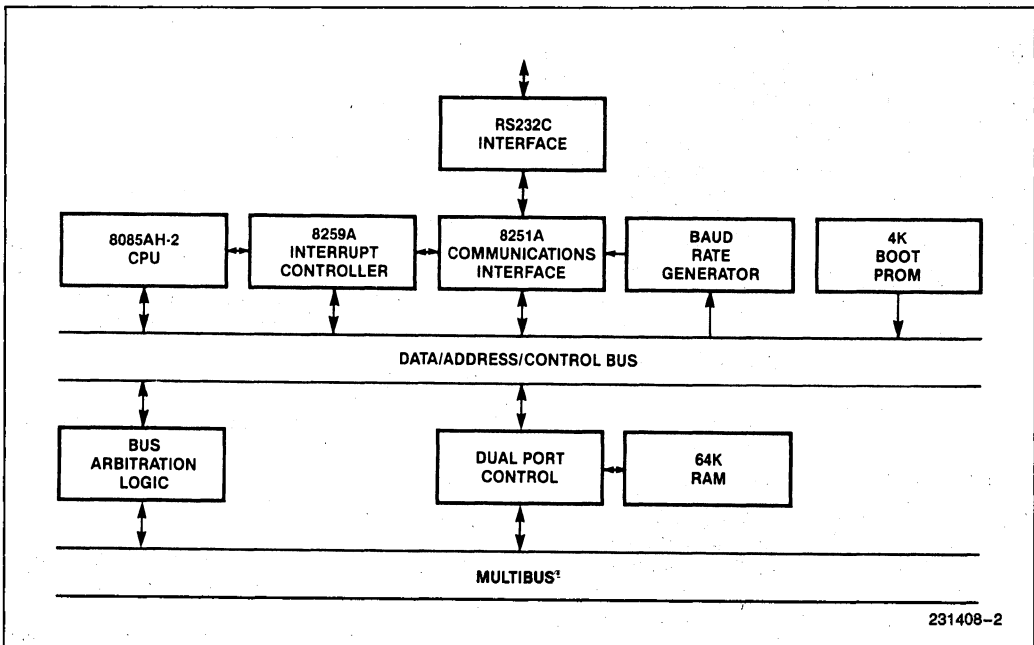 RS232C
INTERFACE
8085AH-2
CPU
8259A
INTERRUPT
CONTROLLER
8251A
COMMUNICATIONS
INTERFACE
BAUD
RATE
GENERATOR
4K
BOOT
PROM
DATA/ADDRESS/CONTROL BUS
BUS
ARBITRATION
LOGIC
DUAL PORT
CONTROL
64K
RAM
MULTIBUS
231408-2